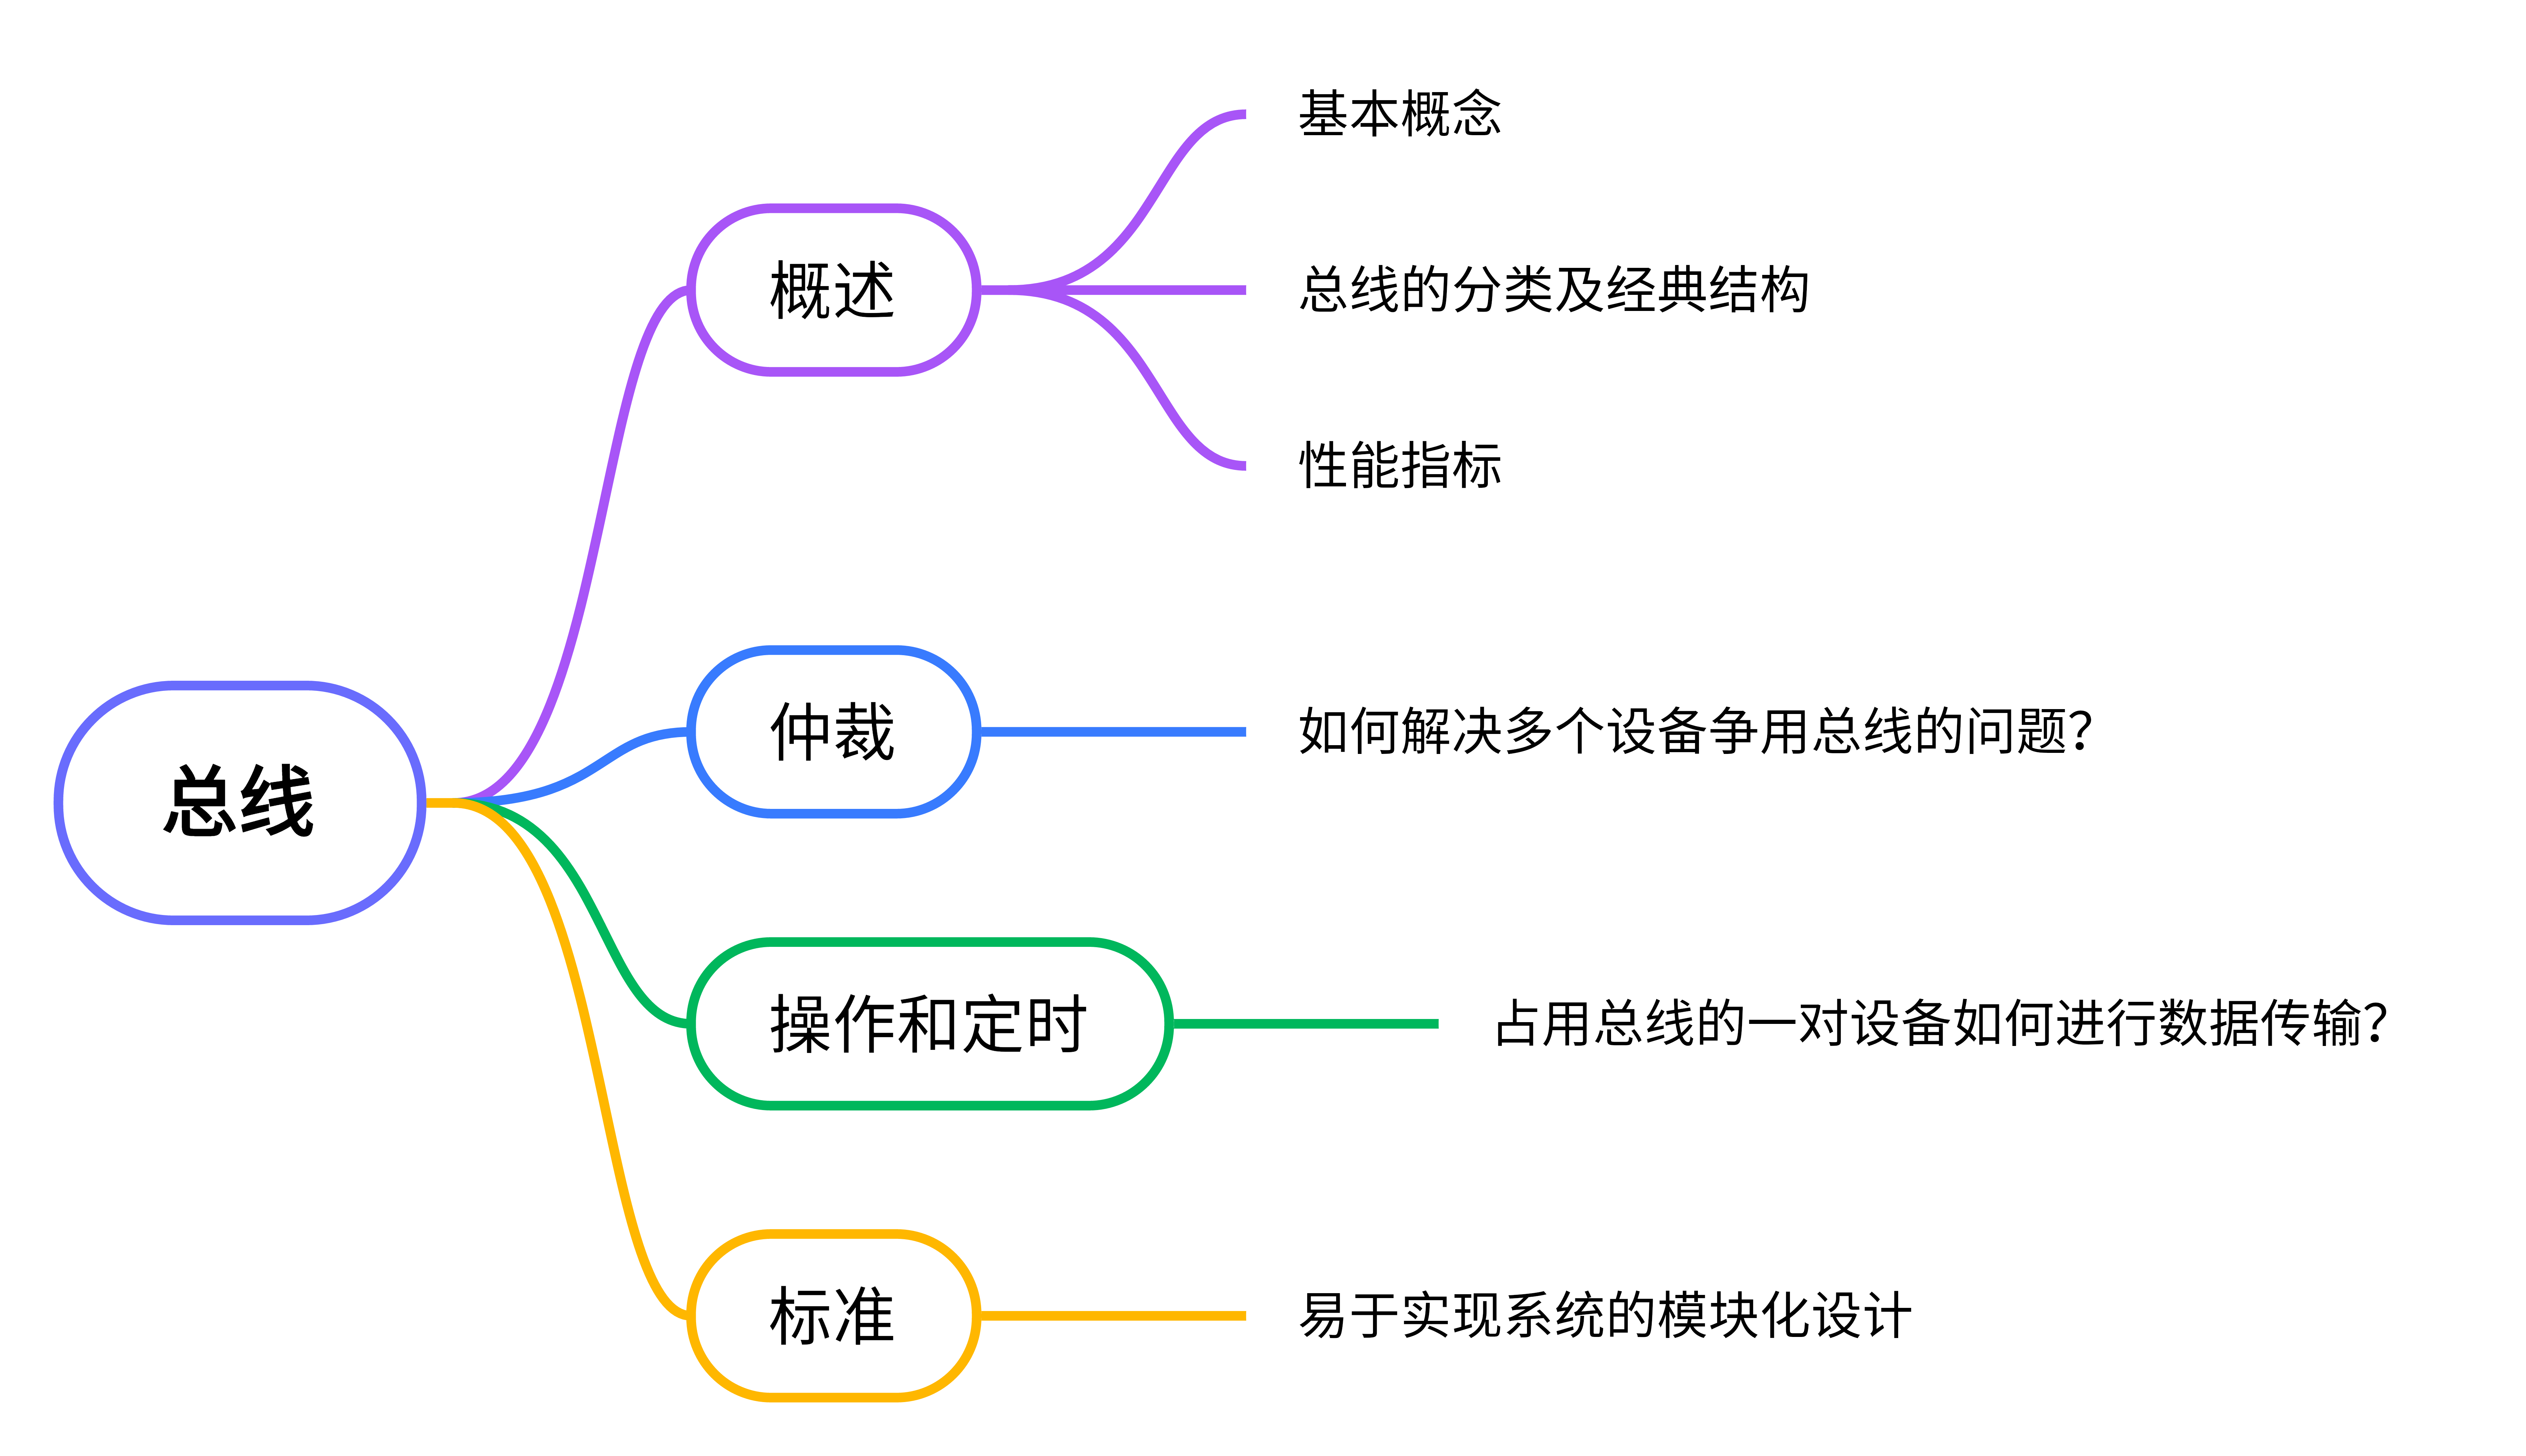 基本概念
概述
总线的分类及经典结构
性能指标
仲裁
如何解决多个设备争用总线的问题?
总线
操作和定时
占用总线的一对设备如何进行数据传输?
标准
易于实现系统的模块化设计